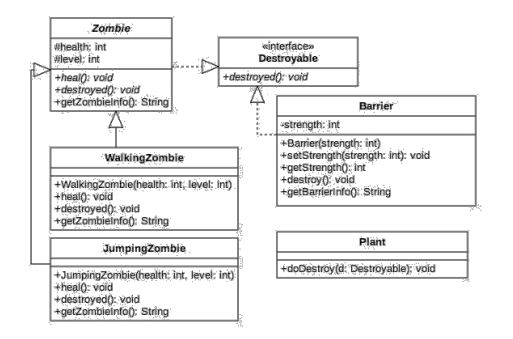 Zombie
#health: int
#level: int
+heal(): void
+destroyed(): void
+getZombieInfo(): String
«interface»
Destroyable
+destroyed(): void
Barrier
-strength: int
+Barrier(strength: int)
+setStrength(strength: int): void
+getStrength(): int
+destroy(): void
+getBarrierInfo(): String
WalkingZombie
+WalkingZombie(health: int, level: int)
+heal(): void
+destroyed(): void
+getZombieInfo(): String
JumpingZombie
+JumpingZombie(health: int, level: int)
+heal(): void
+destroyed(): void
+getZombieInfo(): String
Plant
+doDestroy(d: Destroyable): void